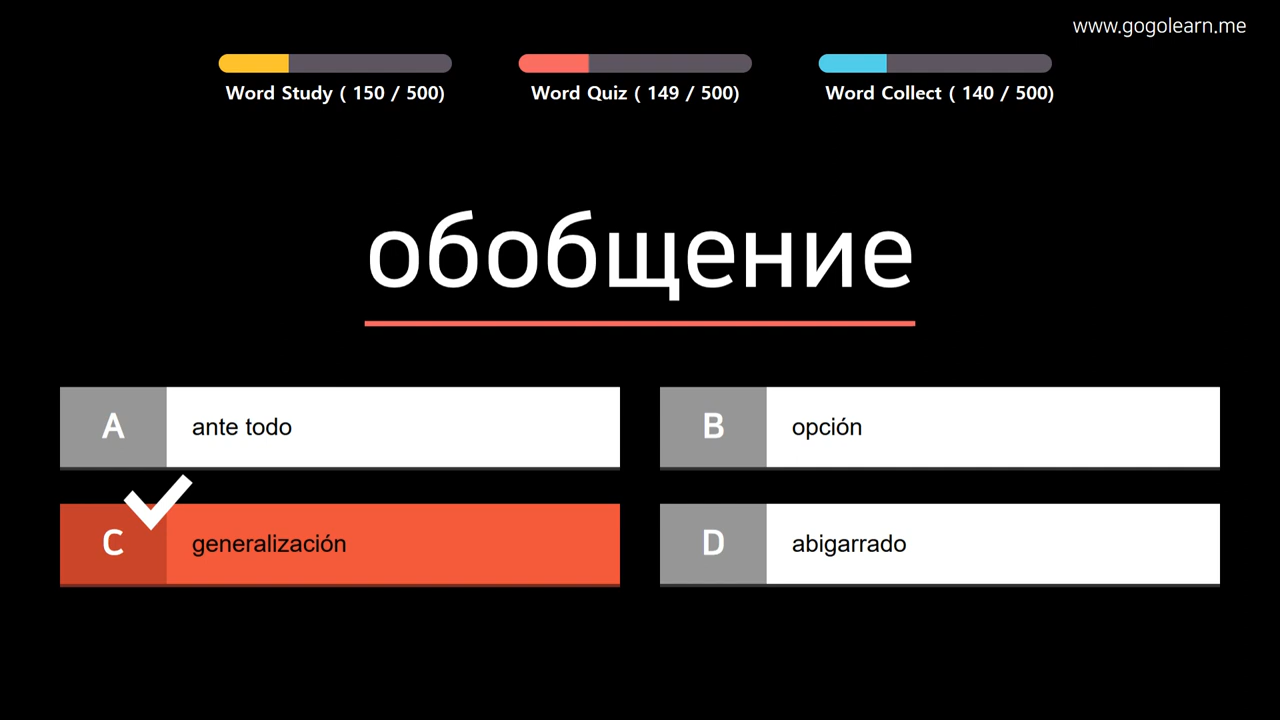 www.gogolearn.me
Word Study ( 150 / 500)
Word Quiz ( 149 / 500)
Word Collect ( 140 / 500)
обобщение
A
ante todo
B
opción
C
generalización
D
abigarrado